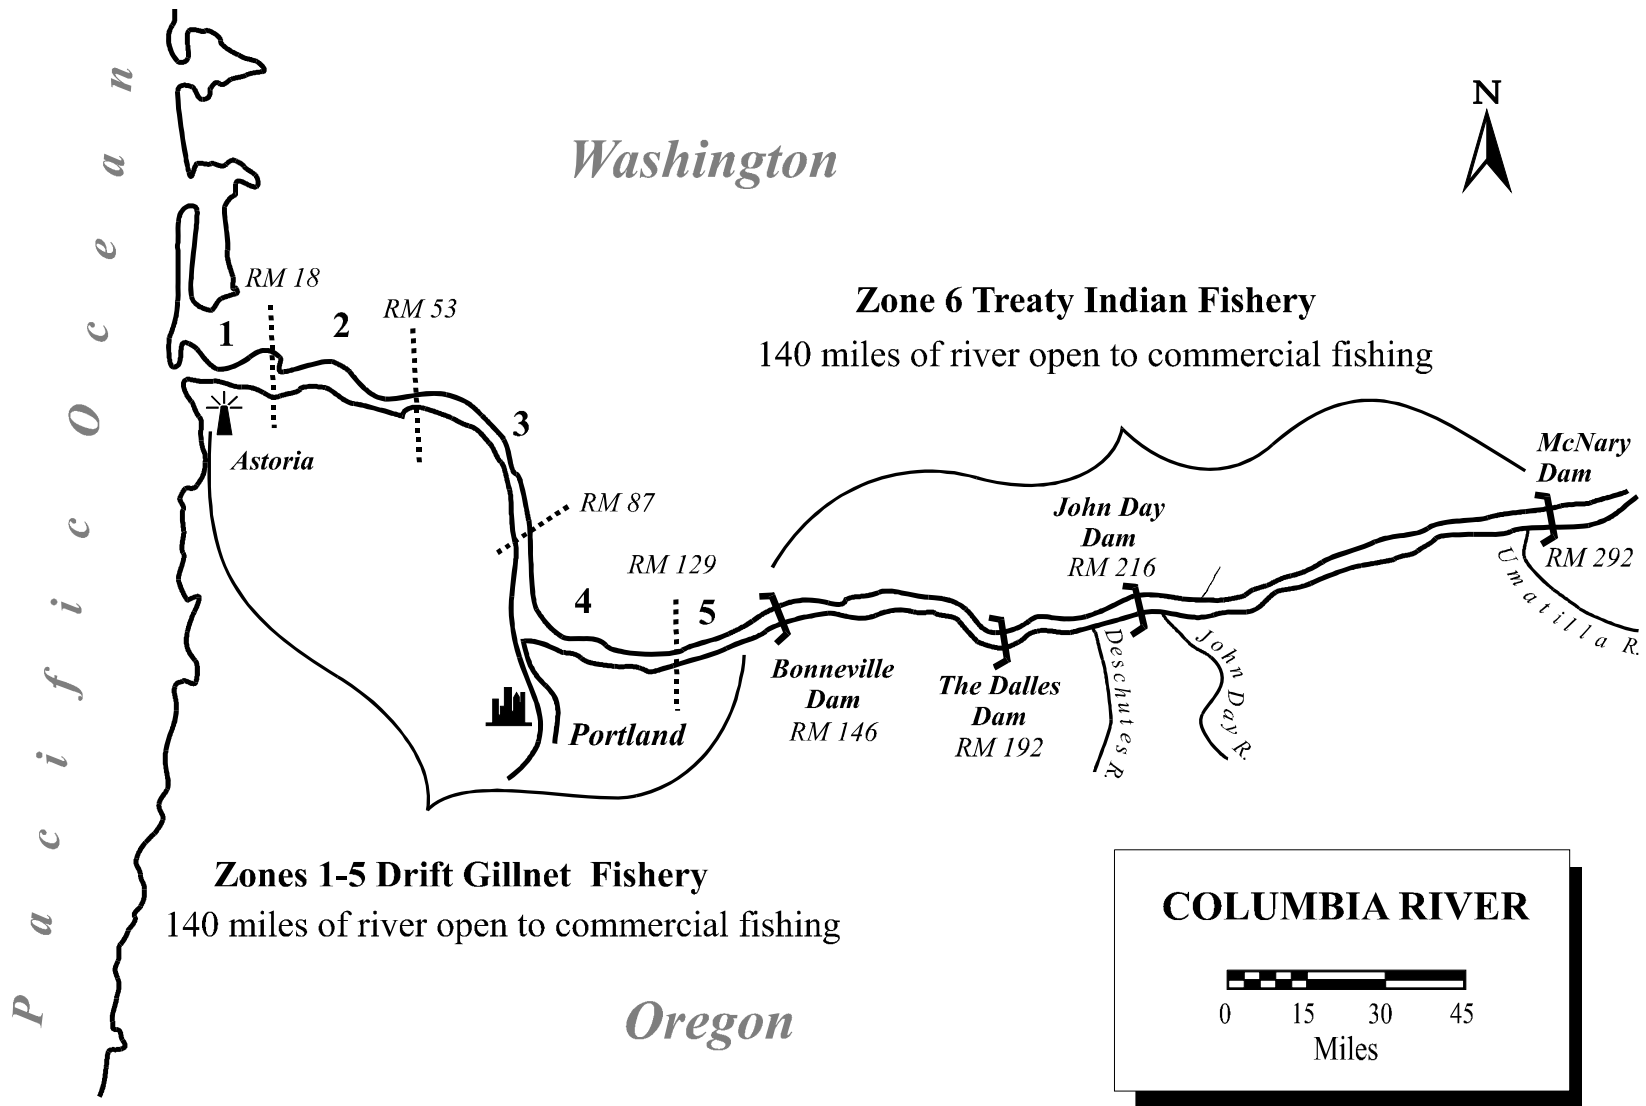 Pacific Ocean
Washington
N
RM 18
RM 53
1
2
3
Zone 6 Treaty Indian Fishery
140 miles of river open to commercial fishing
Astoria
McNary
Dam
RM 292
RM 87
John Day
Dam
RM 216
RM 129
4
5
Umatilla R.
Bonneville
Dam
RM 146
The Dalles
Dam
RM 192
Deschutes R.
John Day R.
Portland
Zones 1-5 Drift Gillnet Fishery
140 miles of river open to commercial fishing
Oregon
COLUMBIA RIVER
0 15 30 45
Miles